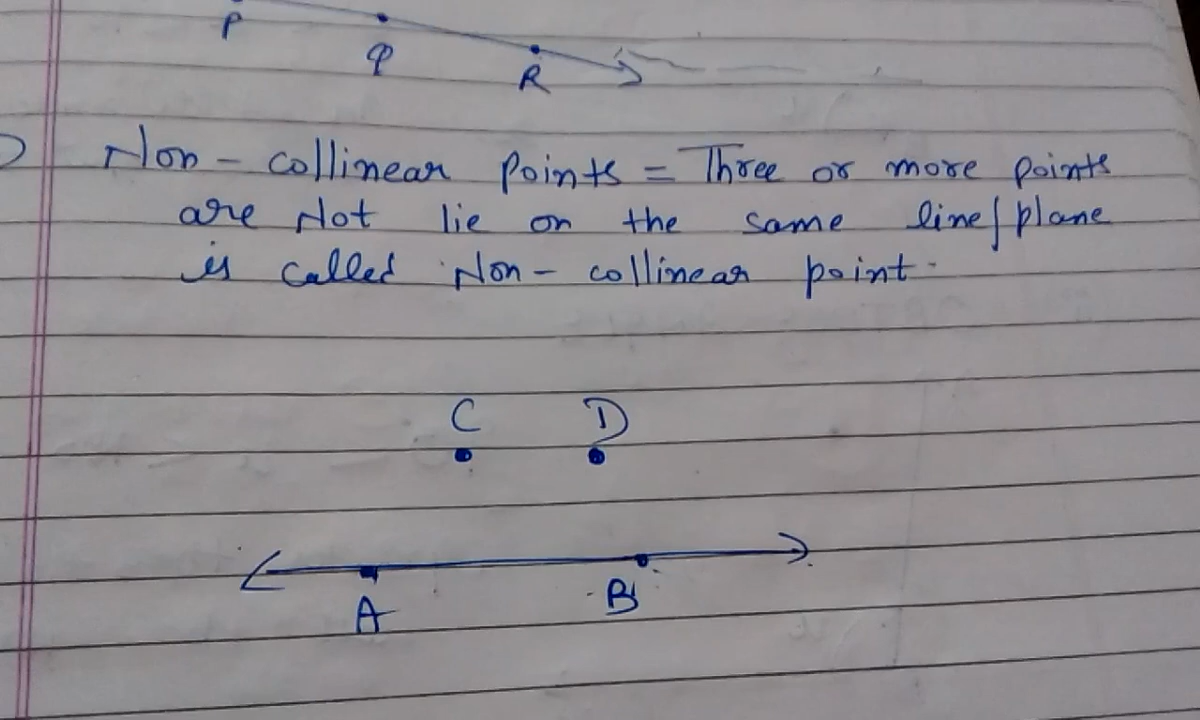 P
Q
R
Non - collinear Points = Three or more points
are Not lie on the same line/plane
is called Non - collinear point.
C D
A B